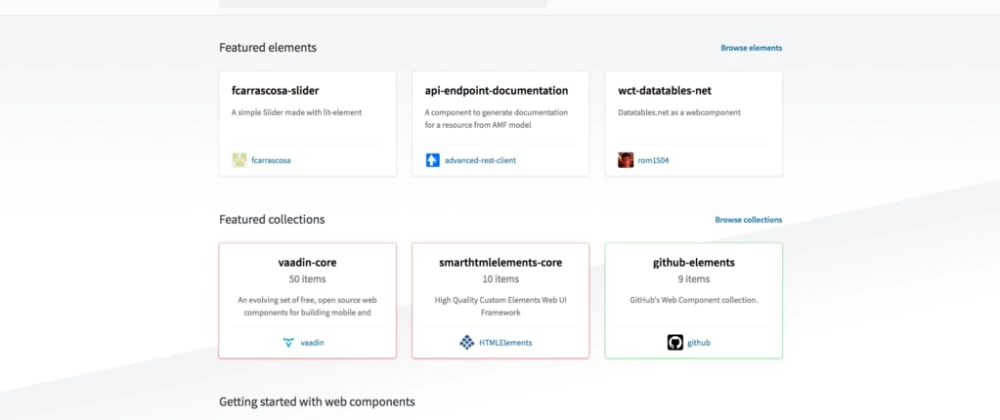 Featured elements
Browse elements
fcarrascosa-slider
A simple Slider made with lit-element
fcarrascosa
api-endpoint-documentation
A component to generate documentation
for a resource from AMF model
advanced-rest-client
wct-datatables-net
Datatables.net as a webcomponent
rom1504
Featured collections
Browse collections
vaadin-core
50 items
An evolving set of free, open source web
components for building mobile and
vaadin
smarthtmlelements-core
10 items
High Quality Custom Elements Web UI
Framework
HTMLElements
github-elements
9 items
GitHub's Web Component collection.
github
Getting started with web components